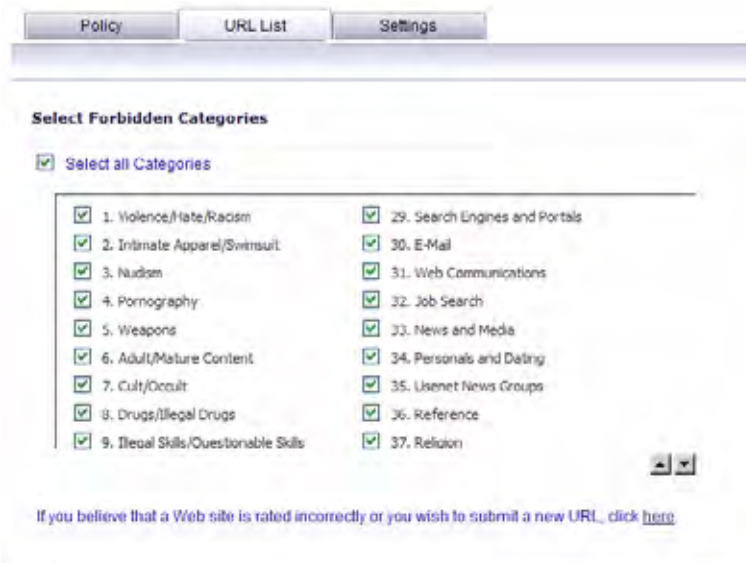 Policy URL List Settings
Select Forbidden Categories
Select all Categories
1. Violence/Hate/Racism
2. Intimate Apparel/Swimsuit
3. Nudism
4. Pornography
5. Weapons
6. Adult/Mature Content
7. Cult/Occult
8. Drugs/Illegal Drugs
9. Illegal Skills/Questionable Skills
29. Search Engines and Portals
30. E-Mail
31. Web Communications
32. Job Search
33. News and Media
34. Personals and Dating
35. Usenet News Groups
36. Reference
37. Religion
If you believe that a Web site is rated incorrectly or you wish to submit a new URL, click here